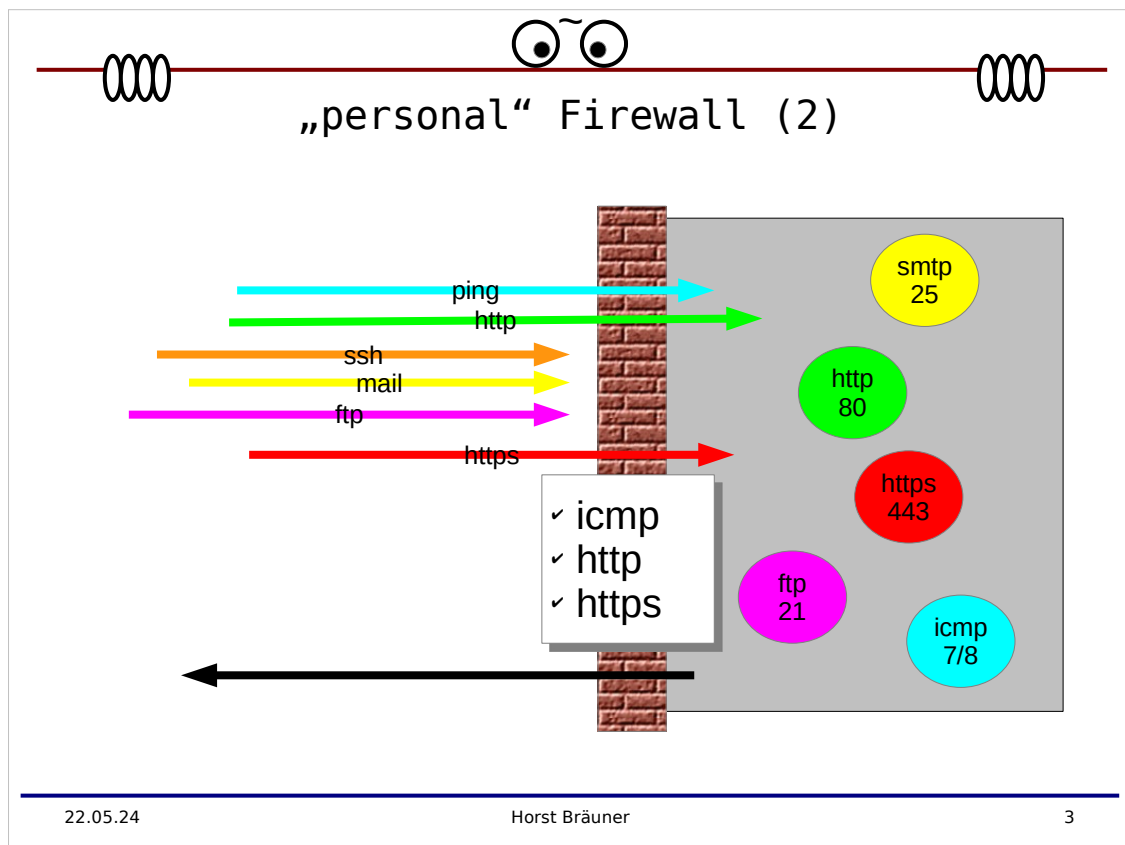 ~
„personal“ Firewall (2)
ping
http
ssh
mail
ftp
https
✔ icmp
✔ http
✔ https
smtp
25
http
80
https
443
ftp
21
icmp
7/8
22.05.24
Horst Bräuner
3